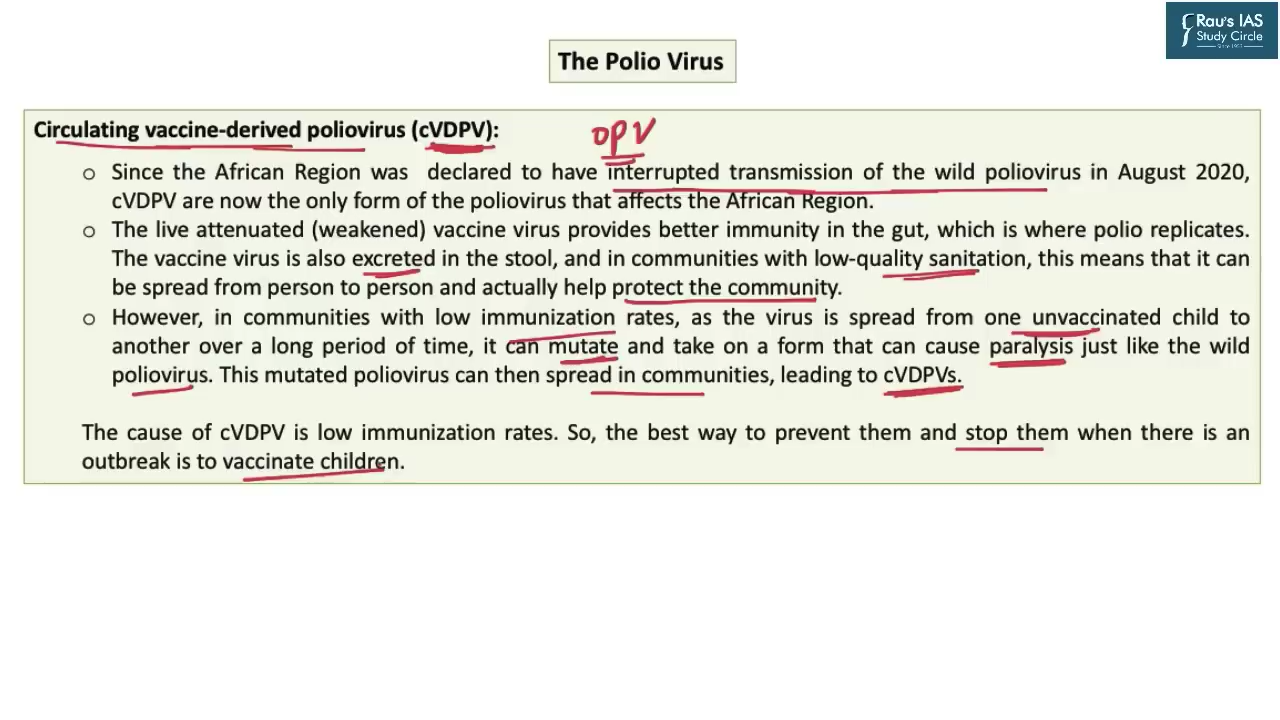 Rau's IAS
Study Circle
Since 1953
The Polio Virus
Circulating vaccine-derived poliovirus (cVDPV):
OPV
o Since the African Region was declared to have interrupted transmission of the wild poliovirus in August 2020,
cVDPV are now the only form of the poliovirus that affects the African Region.
o The live attenuated (weakened) vaccine virus provides better immunity in the gut, which is where polio replicates.
The vaccine virus is also excreted in the stool, and in communities with low-quality sanitation, this means that it can
be spread from person to person and actually help protect the community.
o However, in communities with low immunization rates, as the virus is spread from one unvaccinated child to
another over a long period of time, it can mutate and take on a form that can cause paralysis just like the wild
poliovirus. This mutated poliovirus can then spread in communities, leading to cVDPVs.
The cause of cVDPV is low immunization rates. So, the best way to prevent them and stop them when there is an
outbreak is to vaccinate children.